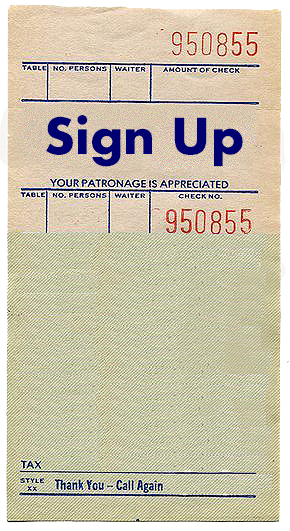 950855
TABLE NO. PERSONS WAITER AMOUNT OF CHECK
Sign Up
YOUR PATRONAGE IS APPRECIATED
TABLE NO. PERSONS WAITER CHECK NO.
950855
TAX
STYLE
XX Thank You – Call Again